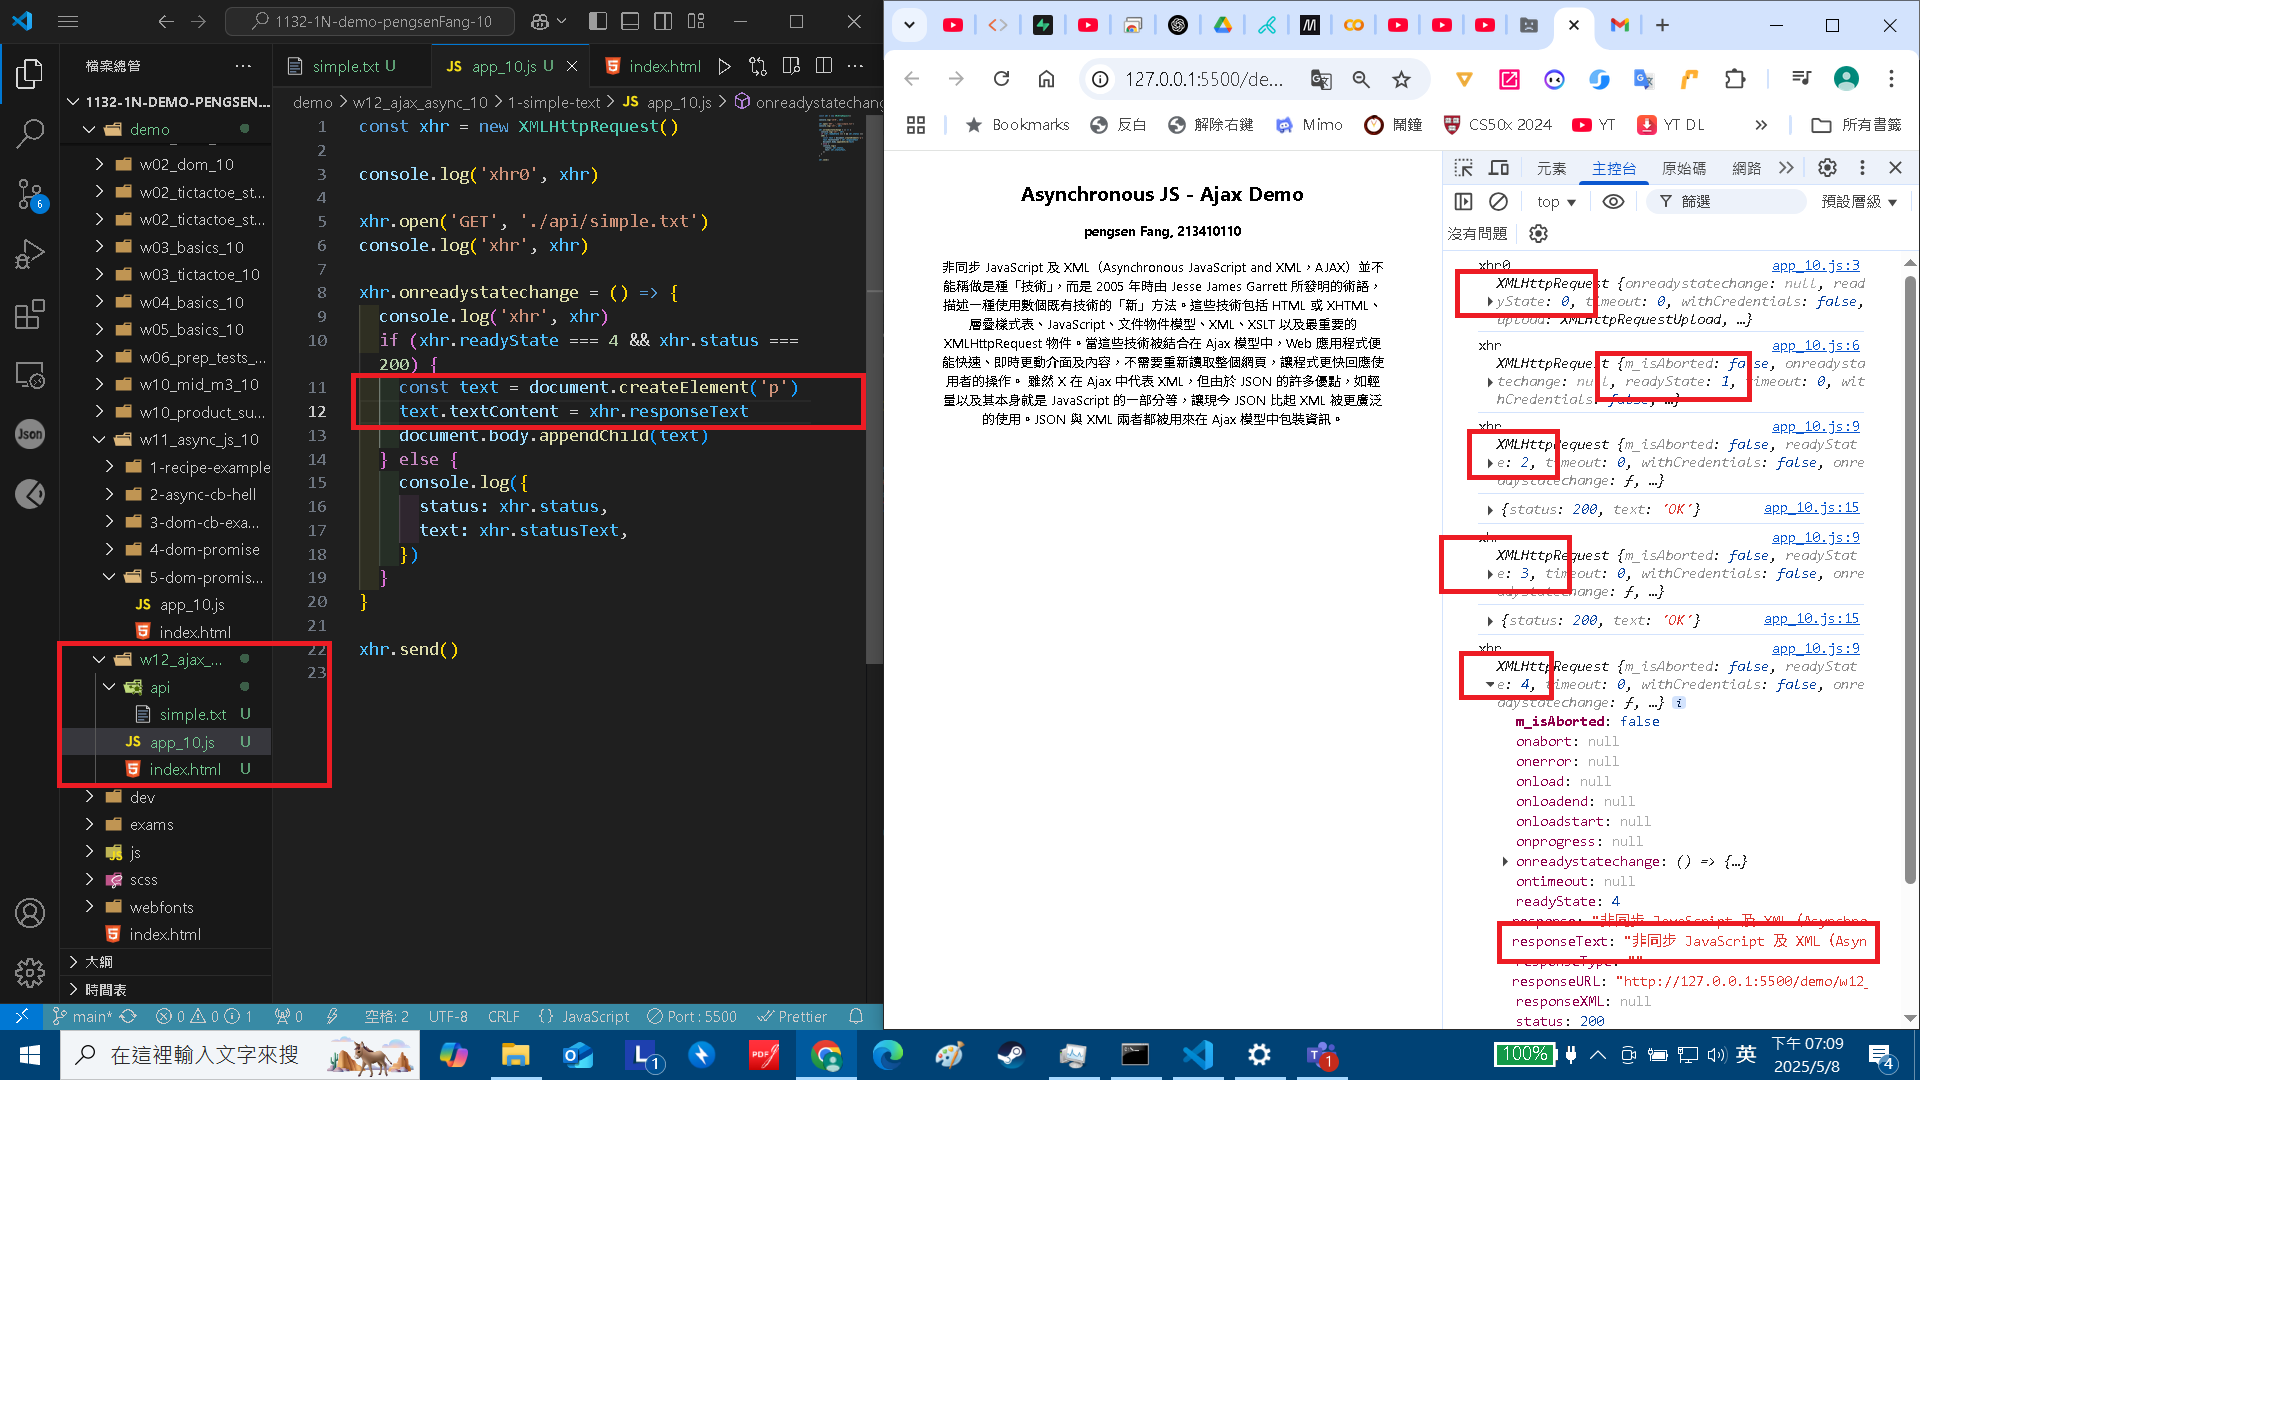 1132-1N-demo-pengsenFang-10
檔案總管
1132-1N-DEMO-PENGSEN...
demo
w02_dom_10
w02_tictactoe_st...
w02_tictactoe_st...
w03_basics_10
w03_tictactoe_10
w04_basics_10
w05_basics_10
w06_prep_tests_...
w10_mid_m3_10
w10_product_su...
w11_async_js_10
1-recipe-example
2-async-cb-hell
3-dom-cb-exa...
4-dom-promise
5-dom-promis...
JS app_10.js
index.html
w12_ajax_...
api
simple.txt U
JS app_10.js U
index.html U
dev
exams
js
scss
webfonts
index.html
大綱
時間表
6
Json
simple.txt U
JS app_10.js U
index.html
demo > w12_ajax_async_10 > 1-simple-text > JS app_10.js > onreadystatechang
1 const xhr = new XMLHttpRequest()
2
3 console.log('xhr0', xhr)
4
5 xhr.open('GET', './api/simple.txt')
6 console.log('xhr', xhr)
7
8 xhr.onreadystatechange = () => {
9 console.log('xhr', xhr)
10 if (xhr.readyState === 4 && xhr.status ===
200) {
11 const text = document.createElement('p')
12 text.textContent = xhr.responseText
13 document.body.appendChild(text)
14 } else {
15 console.log({
16 status: xhr.status,
17 text: xhr.statusText,
18 })
19 }
20 }
21
22 xhr.send()
23
main* 0 0 1 0 空格: 2 UTF-8 CRLF {} JavaScript Port : 5500 Prettier
127.0.0.1:5500/de...
Bookmarks 反白 解除右鍵 Mimo 鬧鐘 CS50x 2024 YT YT DL » 所有書籤
Asynchronous JS - Ajax Demo
pengsen Fang, 213410110
非同步 JavaScript 及 XML（Asynchronous JavaScript and XML，AJAX）並不
能稱做是種「技術」，而是 2005 年時由 Jesse James Garrett 所發明的術語，
描述一種使用數個既有技術的「新」方法。這些技術包括 HTML 或 XHTML、
層疊樣式表、JavaScript、文件物件模型、XML、XSLT 以及最重要的
XMLHttpRequest 物件。當這些技術被結合在 Ajax 模型中，Web 應用程式便
能快速、即時更動介面及內容，不需要重新讀取整個網頁，讓程式更快回應使
用者的操作。 雖然 X 在 Ajax 中代表 XML，但由於 JSON 的許多優點，如輕
量以及其本身就是 JavaScript 的一部分等，讓現今 JSON 比起 XML 被更廣泛
的使用。JSON 與 XML 兩者都被用來在 Ajax 模型中包裝資訊。
元素 主控台 原始碼 網路 »
top ▼ 篩選 預設層級 ▼
沒有問題
xhr0 app_10.js:3
XMLHttpRequest {onreadystatechange: null, read
yState: 0, timeout: 0, withCredentials: false,
upload: XMLHttpRequestUpload, …}
xhr app_10.js:6
XMLHttpRequest {m_isAborted: false, onreadysta
techange: null, readyState: 1, timeout: 0, wit
hCredentials: false, …}
xhr app_10.js:9
XMLHttpRequest {m_isAborted: false, readyStat
e: 2, timeout: 0, withCredentials: false, onre
adystatechange: ƒ, …}
{status: 200, text: 'OK'} app_10.js:15
xhr app_10.js:9
XMLHttpRequest {m_isAborted: false, readyStat
e: 3, timeout: 0, withCredentials: false, onre
adystatechange: ƒ, …}
{status: 200, text: 'OK'} app_10.js:15
xhr app_10.js:9
XMLHttpRequest {m_isAborted: false, readyStat
e: 4, timeout: 0, withCredentials: false, onre
adystatechange: ƒ, …} i
m_isAborted: false
onabort: null
onerror: null
onload: null
onloadend: null
onloadstart: null
onprogress: null
onreadystatechange: () => {…}
ontimeout: null
readyState: 4
response: "非同步 JavaScript 及 XML（Asynchro
responseText: "非同步 JavaScript 及 XML（Asyn
responseType: ""
responseURL: "http://127.0.0.1:5500/demo/w12_
responseXML: null
status: 200
在這裡輸入文字來搜
L 1
PDF
T 1
100%
英
下午 07:09
2025/5/8
4